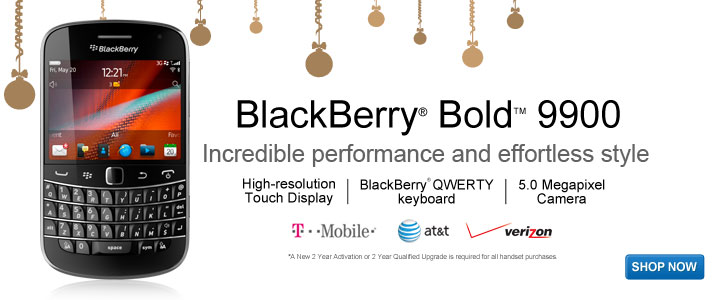 BlackBerry
Fri, May 20
3G
12:21
All
BlackBerry® Bold™ 9900
Incredible performance and effortless style
High-resolution
Touch Display
BlackBerry® QWERTY
keyboard
5.0 Megapixel
Camera
T··Mobile·
at&t
verizon
*A New 2 Year Activation or 2 Year Qualified Upgrade is required for all handset purchases.
SHOP NOW
space
sym